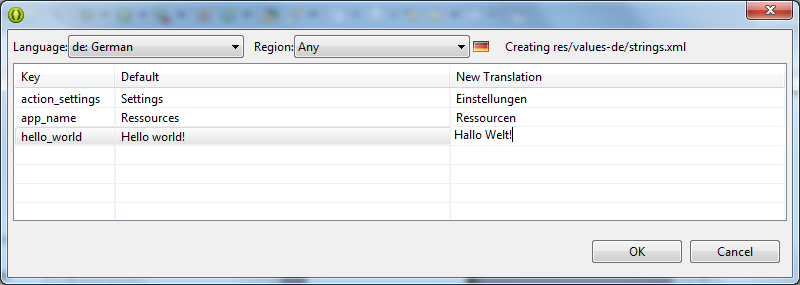 Language: de: German Region: Any Creating res/values-de/strings.xml
Key Default New Translation
action_settings Settings Einstellungen
app_name Ressources Ressourcen
hello_world Hello world! Hallo Welt!
OK Cancel